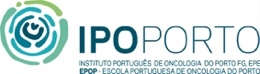 IPOPORTO
INSTITUTO PORTUGUÊS DE ONCOLOGIA DO PORTO FG, EPE
EPOP - ESCOLA PORTUGUESA DE ONCOLOGIA DO PORTO